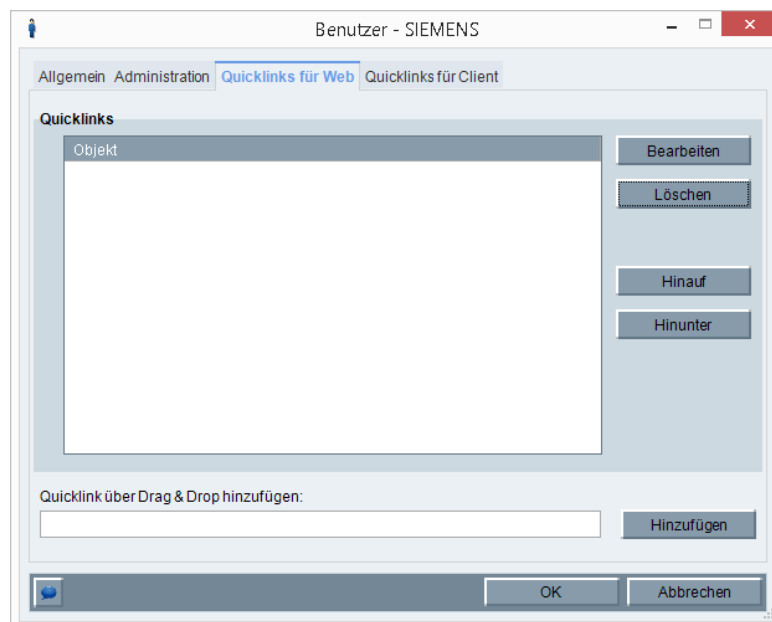 Benutzer - SIEMENS
Allgemein Administration Quicklinks für Web Quicklinks für Client
Quicklinks
Objekt
Bearbeiten
Löschen
Hinauf
Hinunter
Quicklink über Drag & Drop hinzufügen:
Hinzufügen
OK Abbrechen